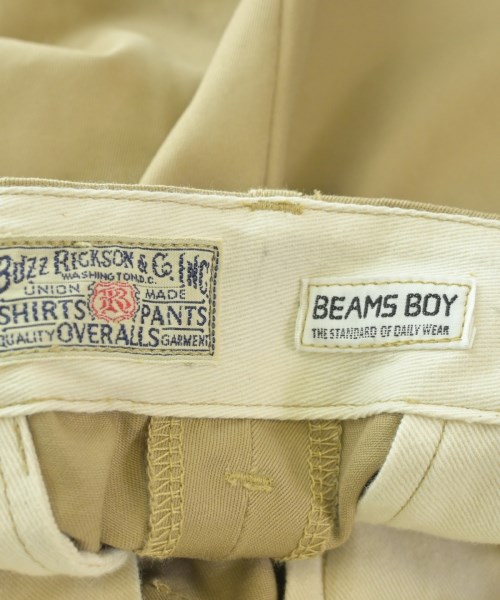 BUZZ RICKSON & CO. INC
WASHINGTON D.C.
UNION MADE
R
SHIRTS PANTS
QUALITY OVERALLS GARMENT
BEAMS BOY
THE STANDARD OF DAILY WEAR